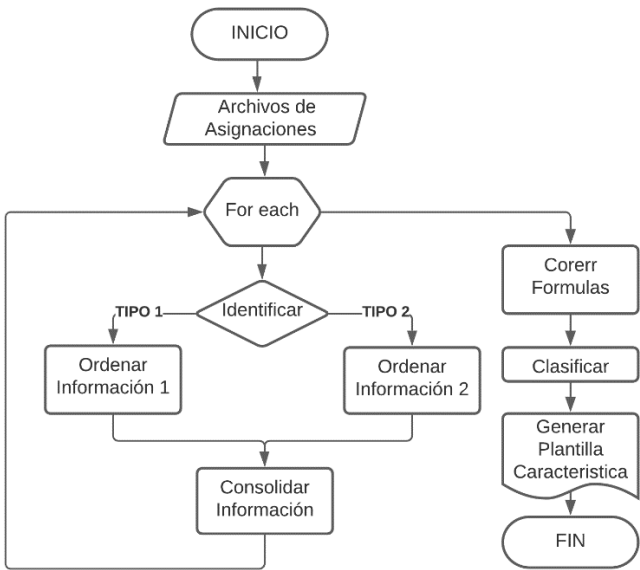 INICIO
Archivos de
Asignaciones
For each
Identificar
TIPO 1
TIPO 2
Ordenar
Información 1
Ordenar
Información 2
Consolidar
Información
Corerr
Formulas
Clasificar
Generar
Plantilla
Caracteristica
FIN